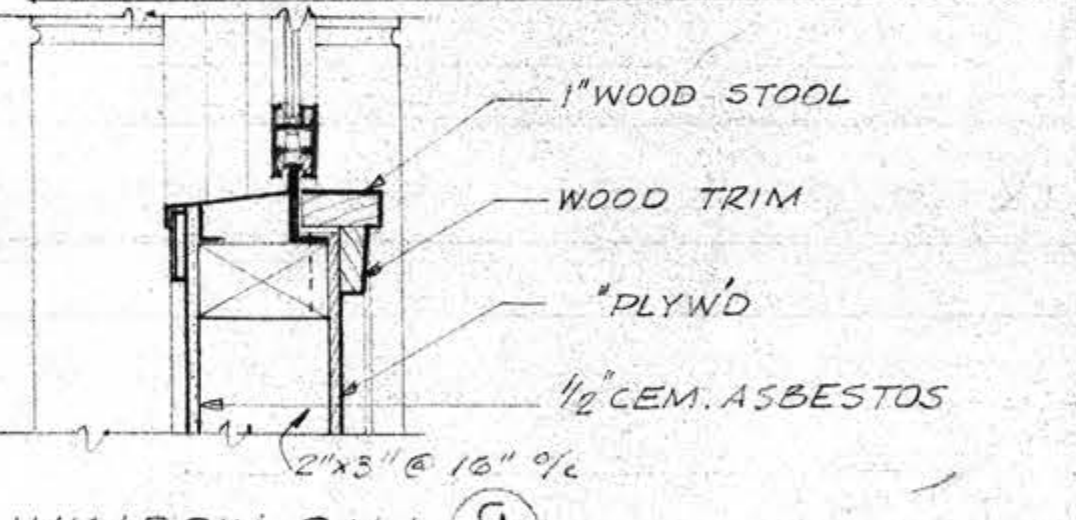 1" WOOD STOOL
WOOD TRIM
"PLYW'D
1/2" CEM. ASBESTOS
2"x3" @ 16" o/c